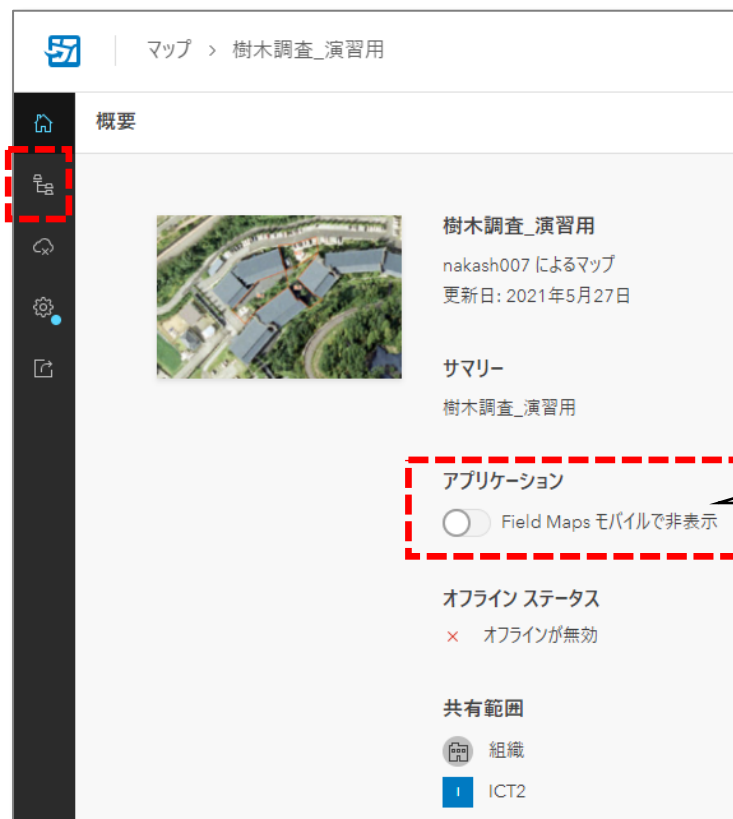 マップ > 樹木調査_演習用
概要
樹木調査_演習用
nakash007 によるマップ
更新日: 2021年5月27日
サマリー
樹木調査_演習用
アプリケーション
Field Maps モバイルで非表示
オフライン ステータス
× オフラインが無効
共有範囲
組織
I ICT2